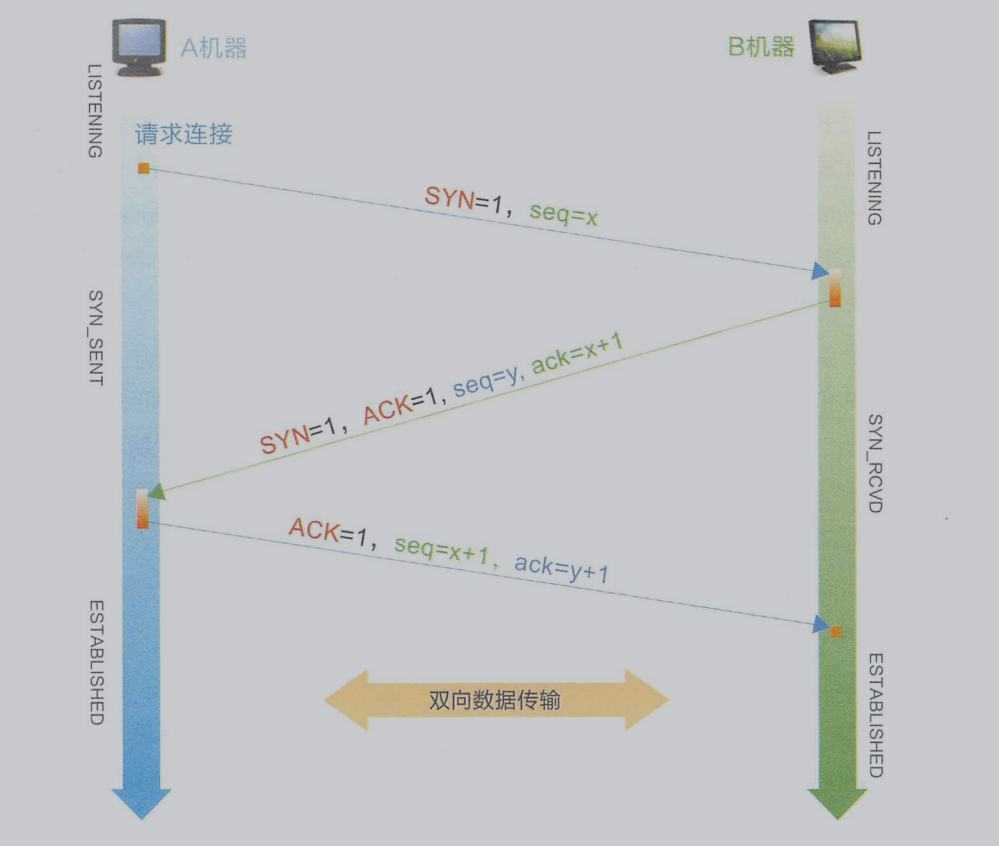 A机器
B机器
LISTENING
请求连接
LISTENING
SYN=1, seq=x
SYN_SENT
SYN=1, ACK=1, seq=y, ack=x+1
SYN_RCVD
ACK=1, seq=x+1, ack=y+1
ESTABLISHED
双向数据传输
ESTABLISHED